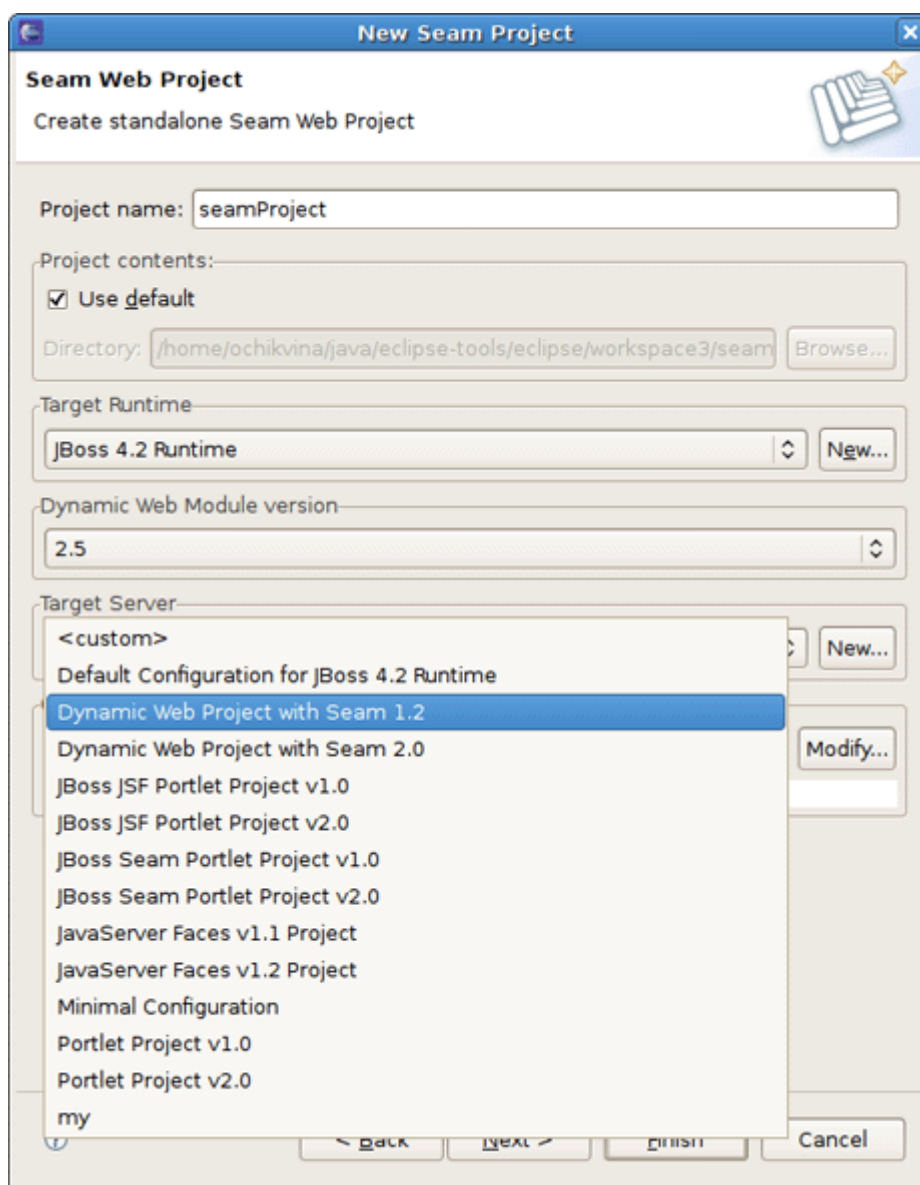 New Seam Project
Seam Web Project
Create standalone Seam Web Project
Project name: seamProject
Project contents:
Use default
Directory: /home/ochikvina/java/eclipse-tools/eclipse/workspace3/seam Browse...
Target Runtime
JBoss 4.2 Runtime New...
Dynamic Web Module version
2.5
Target Server
<custom>
New...
Default Configuration for JBoss 4.2 Runtime
Dynamic Web Project with Seam 1.2
Dynamic Web Project with Seam 2.0 Modify...
JBoss JSF Portlet Project v1.0
JBoss JSF Portlet Project v2.0
JBoss Seam Portlet Project v1.0
JBoss Seam Portlet Project v2.0
JavaServer Faces v1.1 Project
JavaServer Faces v1.2 Project
Minimal Configuration
Portlet Project v1.0
Portlet Project v2.0
my
< Back Next > Finish Cancel